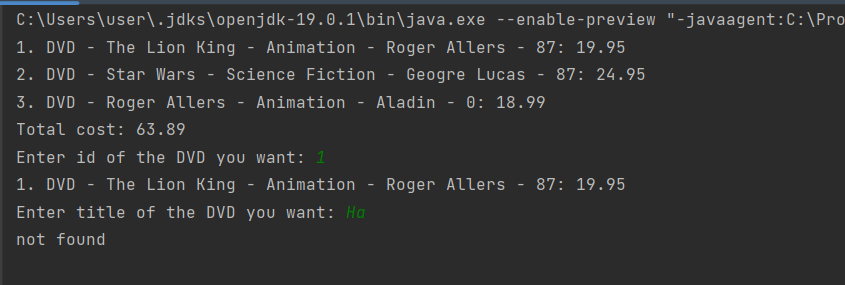 C:\Users\user\.jdks\openjdk-19.0.1\bin\java.exe --enable-preview "-javaagent:C:\Pro
1. DVD - The Lion King - Animation - Roger Allers - 87: 19.95
2. DVD - Star Wars - Science Fiction - Geogre Lucas - 87: 24.95
3. DVD - Roger Allers - Animation - Aladin - 0: 18.99
Total cost: 63.89
Enter id of the DVD you want: 1
1. DVD - The Lion King - Animation - Roger Allers - 87: 19.95
Enter title of the DVD you want: Ha
not found